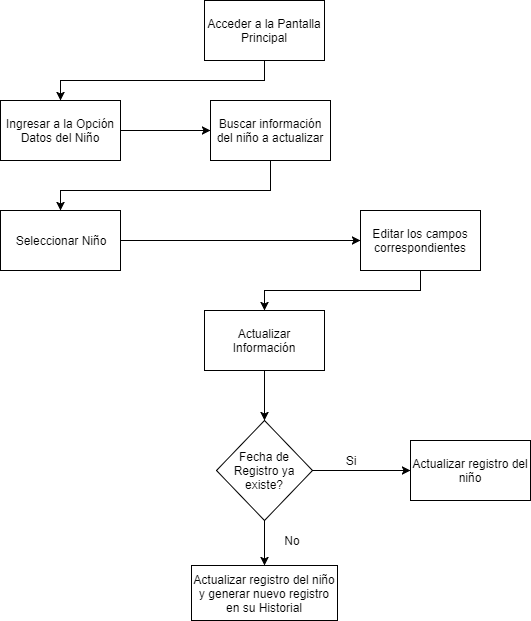 Acceder a la Pantalla
Principal
Ingresar a la Opción
Datos del Niño
Buscar información
del niño a actualizar
Seleccionar Niño
Editar los campos
correspondientes
Actualizar
Información
Fecha de
Registro ya
existe?
Si
Actualizar registro del
niño
No
Actualizar registro del niño
y generar nuevo registro
en su Historial